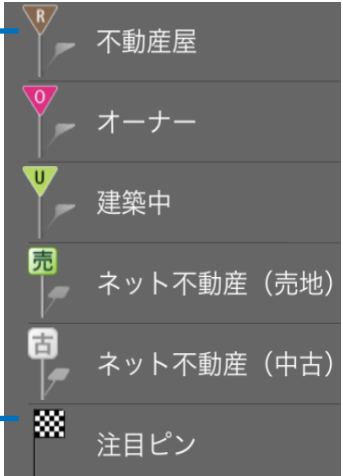 R 不動産屋
O オーナー
U 建築中
売 ネット不動産（売地）
古 ネット不動産（中古）
注目ピン